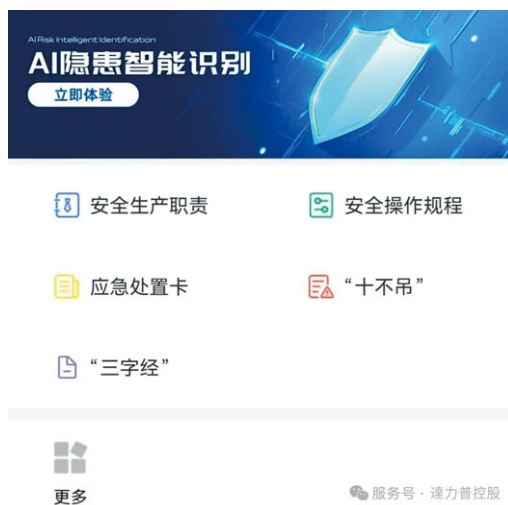 AI Risk Intelligent Identification
AI隐患智能识别
立即体验
安全生产职责
安全操作规程
应急处置卡
“十不吊”
“三字经”
更多
服务号 · 達力普控股